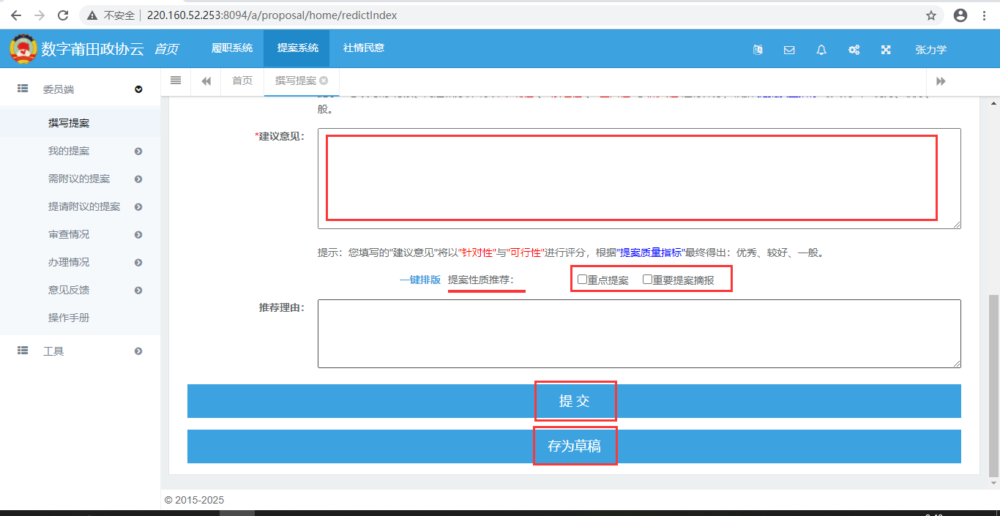 不安全 220.160.52.253:8094/a/proposal/home/redictIndex
数字莆田政协云 首页 履职系统 提案系统 社情民意 张力学
委员端 首页 撰写提案
撰写提案
我的提案
需附议的提案
提请附议的提案
审查情况
办理情况
意见反馈
操作手册
工具
般。
*建议意见：
提示：您填写的"建议意见"将以"针对性"与"可行性"进行评分，根据"提案质量指标"最终得出：优秀、较好、一般。
一键排版 提案性质推荐： 重点提案 重要提案摘报
推荐理由：
提 交
存为草稿
© 2015-2025